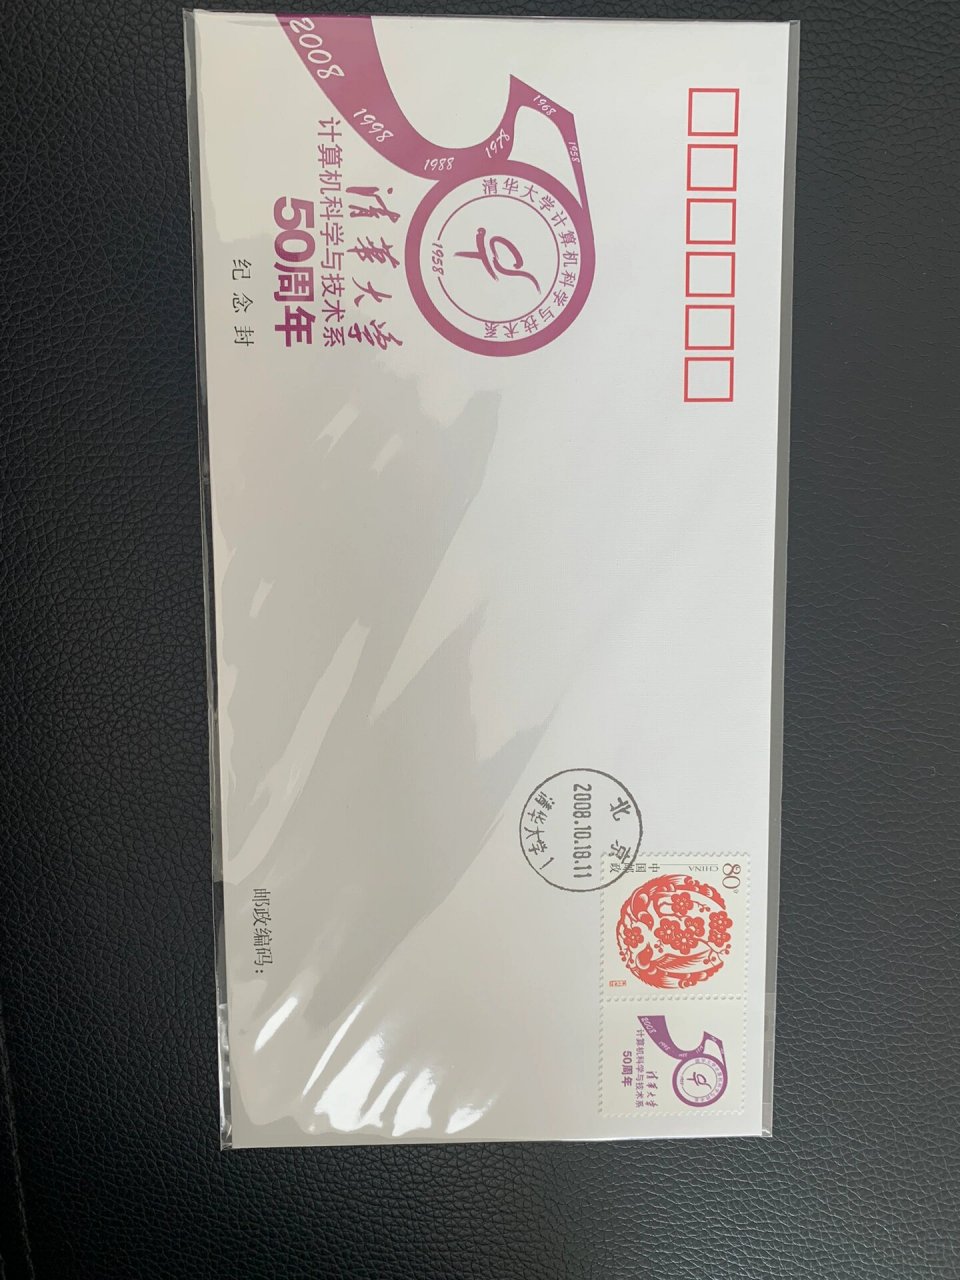 2008
1998
1988
1978
1968
1958
清华大学计算机科学与技术系
-1958-
清华大学
计算机科学与技术系
50周年
纪念封
北京
2008.10.18.11
清华大学1
80分
CHINA
中国邮政
2008
清华大学
计算机科学与技术系
50周年
邮政编码: